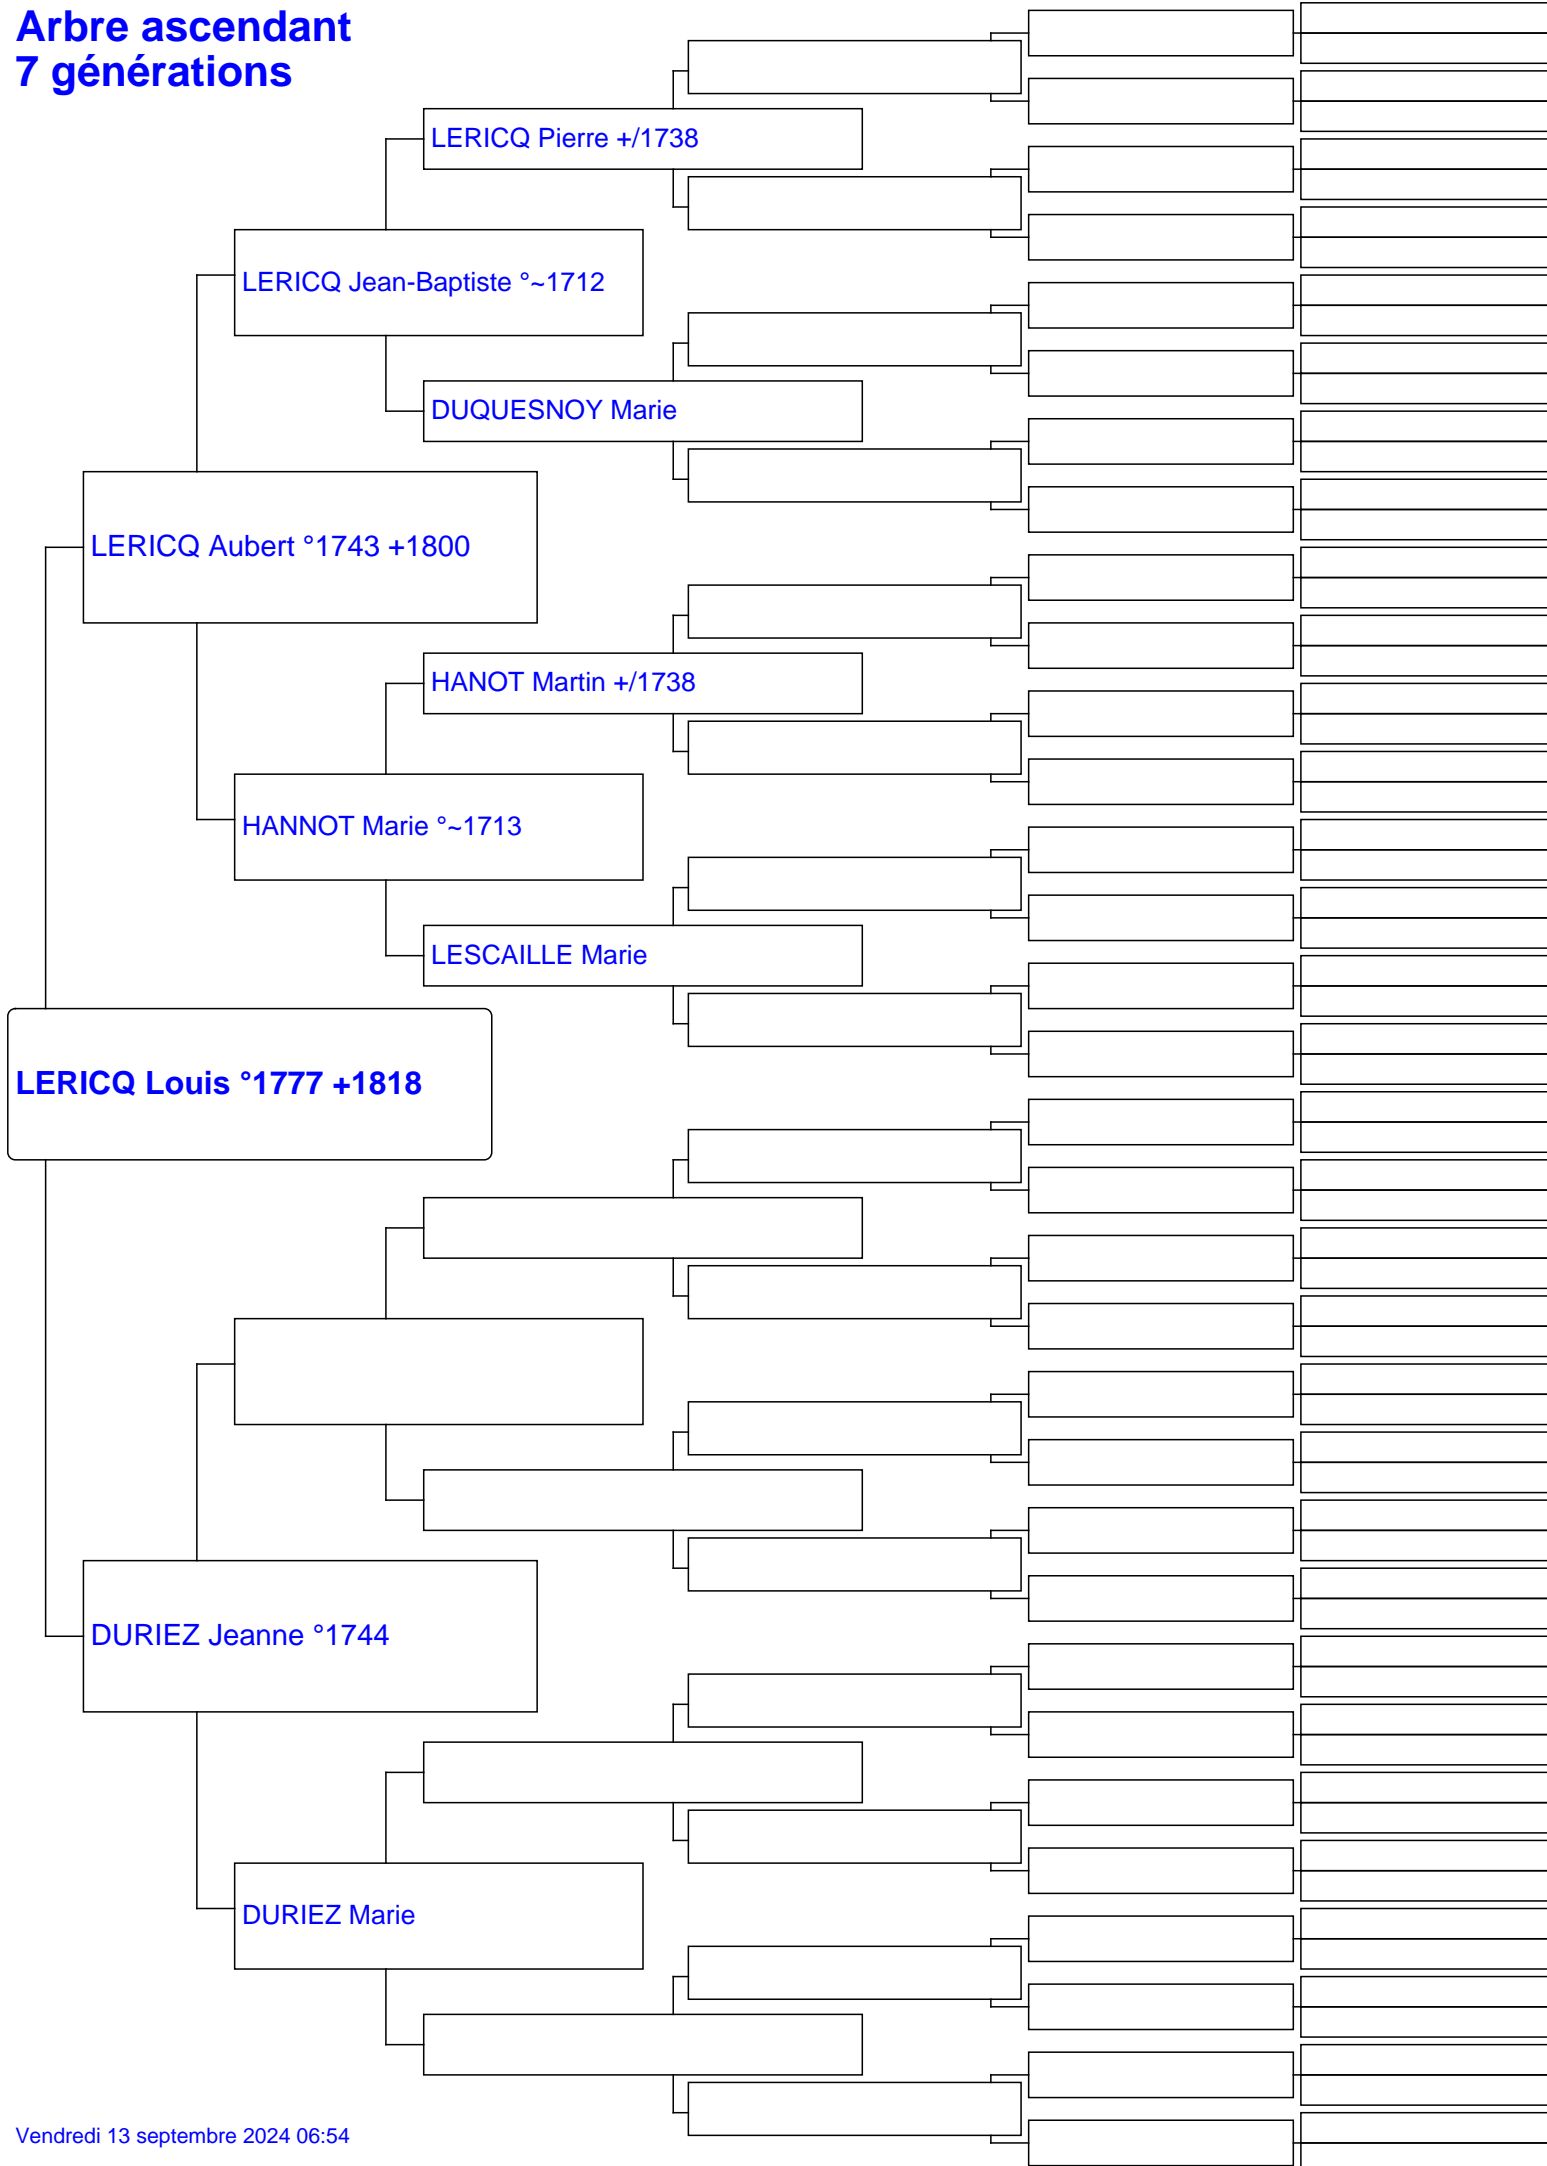 Arbre ascendant
7 générations
LERICQ Pierre +/1738
LERICQ Jean-Baptiste °~1712
DUQUESNOY Marie
LERICQ Aubert °1743 +1800
HANOT Martin +/1738
HANNOT Marie °~1713
LESCAILLE Marie
LERICQ Louis °1777 +1818
DURIEZ Jeanne °1744
DURIEZ Marie
Vendredi 13 septembre 2024 06:54